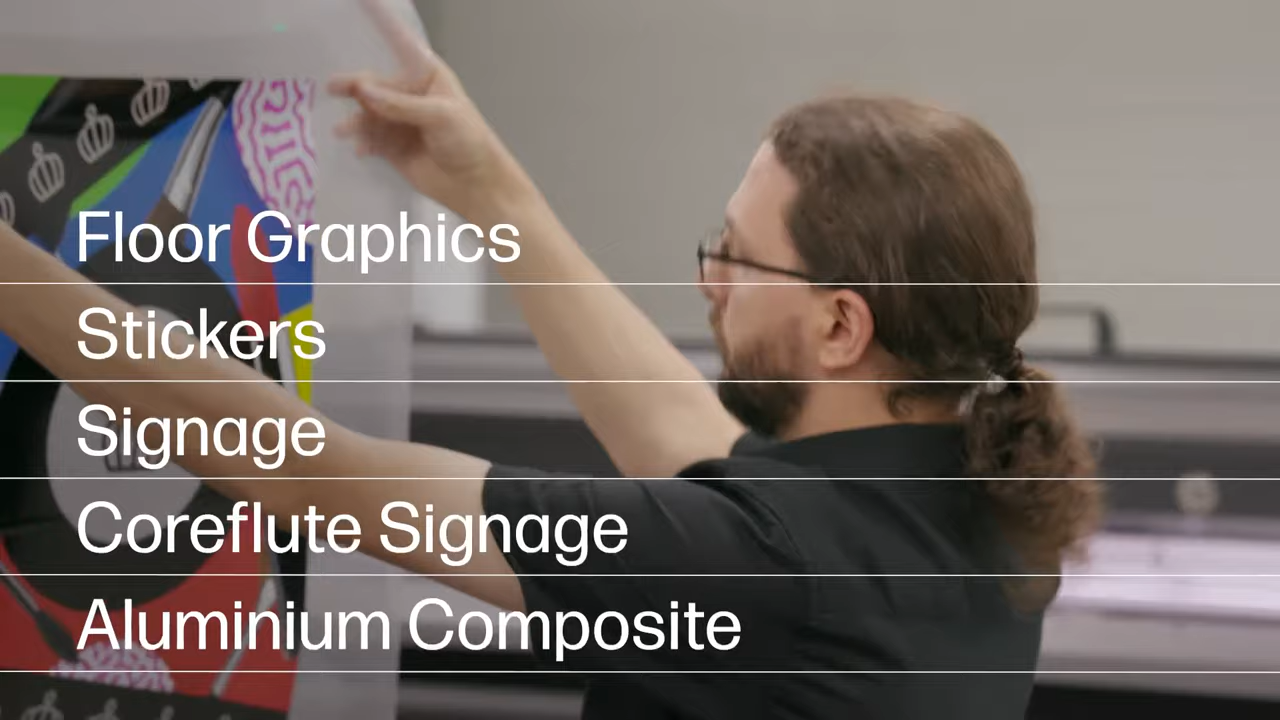 Floor Graphics
Stickers
Signage
Coreflute Signage
Aluminium Composite